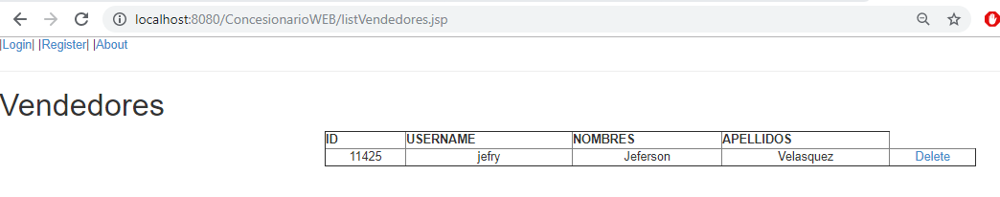 localhost:8080/ConcesionarioWEB/listVendedores.jsp
|Login| |Register| |About
Vendedores
ID USERNAME NOMBRES APELLIDOS
11425 jefry Jeferson Velasquez Delete